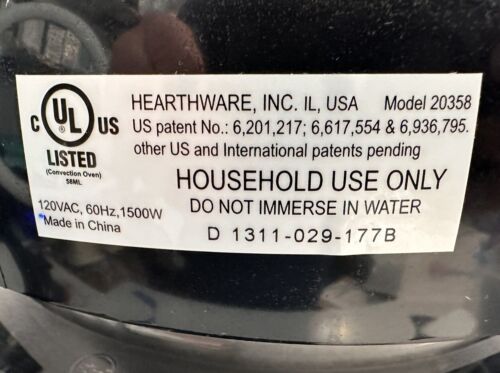 C UL US
®
LISTED
(Convection Oven)
58ML
120VAC, 60Hz,1500W
Made in China
HEARTHWARE, INC. IL, USA Model 20358
US patent No.: 6,201,217; 6,617,554 & 6,936,795.
other US and International patents pending
HOUSEHOLD USE ONLY
DO NOT IMMERSE IN WATER
D 1311-029-177B